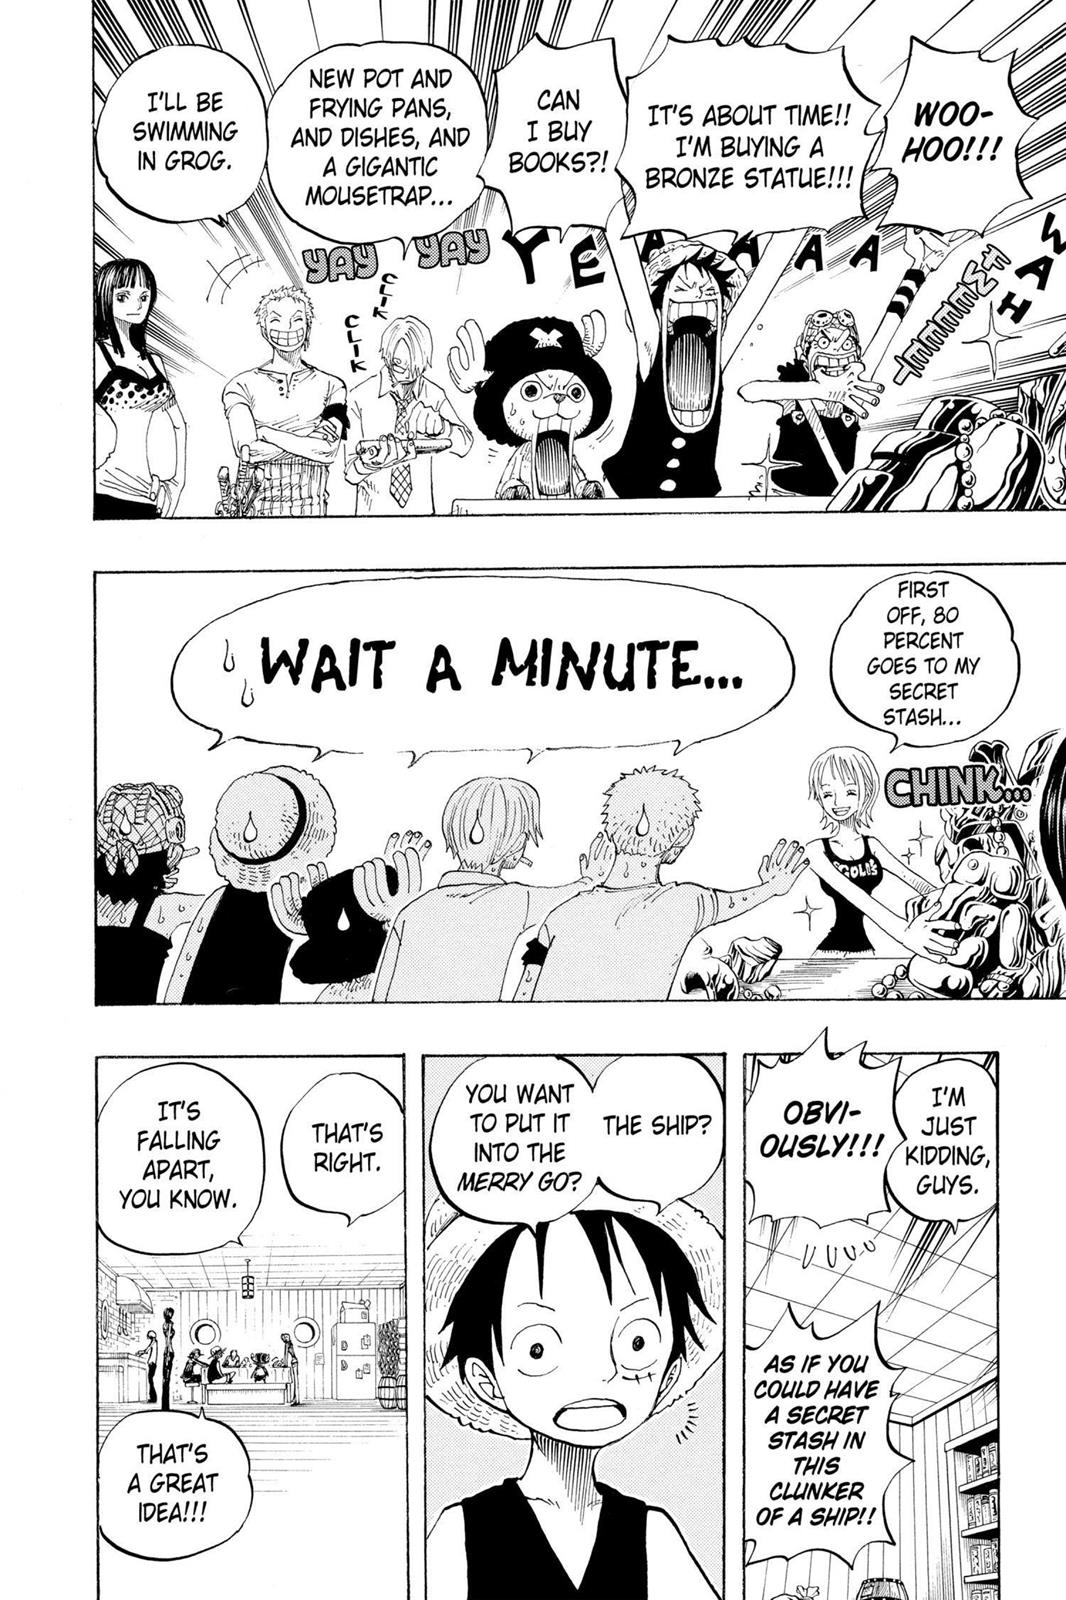 WOO-
HOO!!!
IT'S ABOUT TIME!!
I'M BUYING A
BRONZE STATUE!!!
CAN
I BUY
BOOKS?!
NEW POT AND
FRYING PANS,
AND DISHES, AND
A GIGANTIC
MOUSETRAP...
I'LL BE
SWIMMING
IN GROG.
WAH
FWEEEET
YEAAAAA
YAY
YAY
CLIK
CLIK
FIRST
OFF, 80
PERCENT
GOES TO MY
SECRET
STASH...
WAIT A MINUTE...
CHINK...
GOLDS
I'M
JUST
KIDDING,
GUYS.
OBVI-
OUSLY!!!
AS IF YOU
COULD HAVE
A SECRET
STASH IN
THIS
CLUNKER
OF A SHIP!!
THE SHIP?
YOU WANT
TO PUT IT
INTO THE
MERRY GO?
THAT'S
RIGHT.
IT'S
FALLING
APART,
YOU KNOW.
THAT'S
A GREAT
IDEA!!!